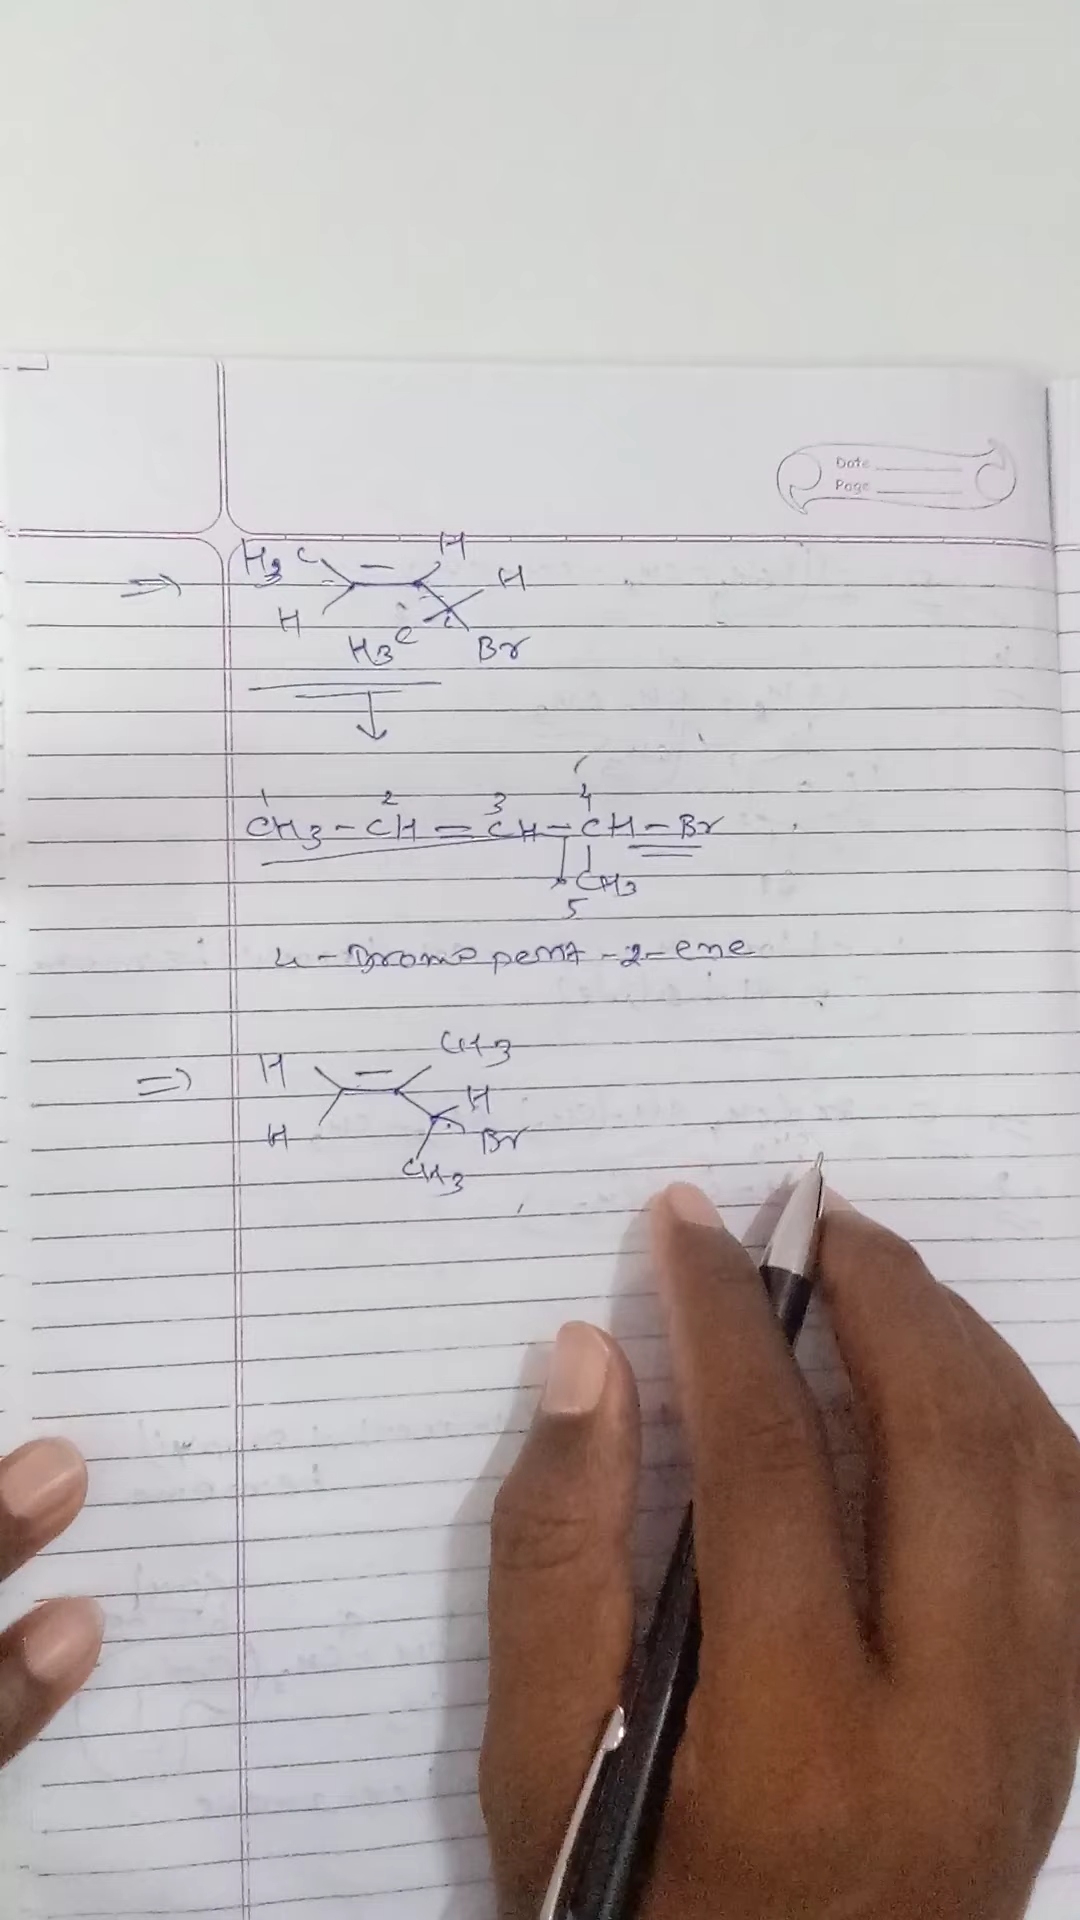 Date
Page
⇒ H3C H
H H
H3C Br
1 2 3 4
CH3 - CH = CH - CH - Br
CH3
5
4 - Bromo pent - 2 - ene
⇒ H CH3
H
H Br
CH3